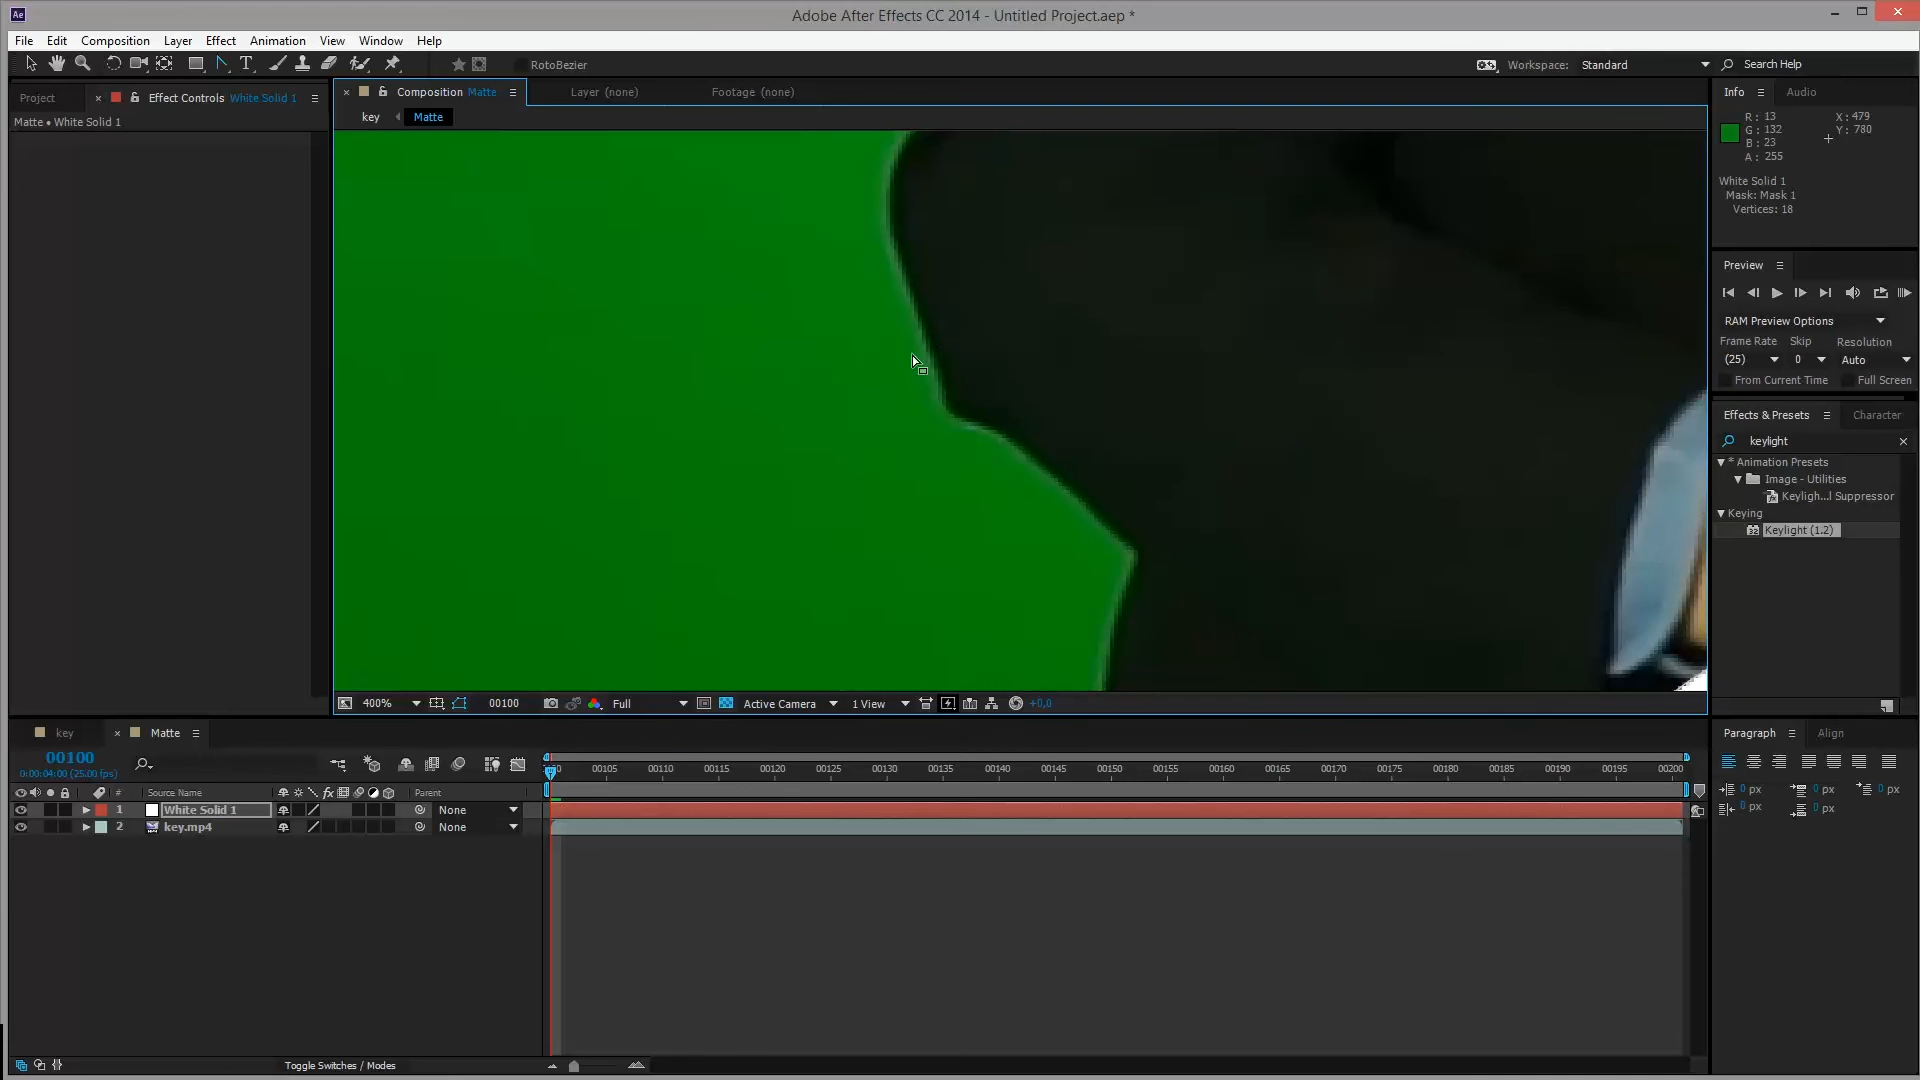 Ae
Adobe After Effects CC 2014 - Untitled Project.aep *
File Edit Composition Layer Effect Animation View Window Help
RotoBezier
Workspace: Standard
Search Help
Project
Effect Controls White Solid 1
Matte • White Solid 1
Composition Matte
Layer (none)
Footage (none)
key
Matte
Info
Audio
R : 13
G : 132
B : 23
A : 255
X : 479
Y : 780
White Solid 1
Mask: Mask 1
Vertices: 18
Preview
RAM Preview Options
Frame Rate Skip Resolution
(25) 0 Auto
From Current Time Full Screen
Effects & Presets
Character
keylight
* Animation Presets
Image - Utilities
Keyligh...l Suppressor
Keying
Keylight (1.2)
400%
00100
Full
Active Camera
1 View
+0,0
key
Matte
00100
0:00:04:00 (25.00 fps)
00105 00110 00115 00120 00125 00130 00135 00140 00145 00150 00155 00160 00165 00170 00175 00180 00185 00190 00195 00200
# Source Name fx Parent
1 White Solid 1 None
2 key.mp4 None
Paragraph
Align
0 px 0 px 0 px
0 px 0 px
Toggle Switches / Modes